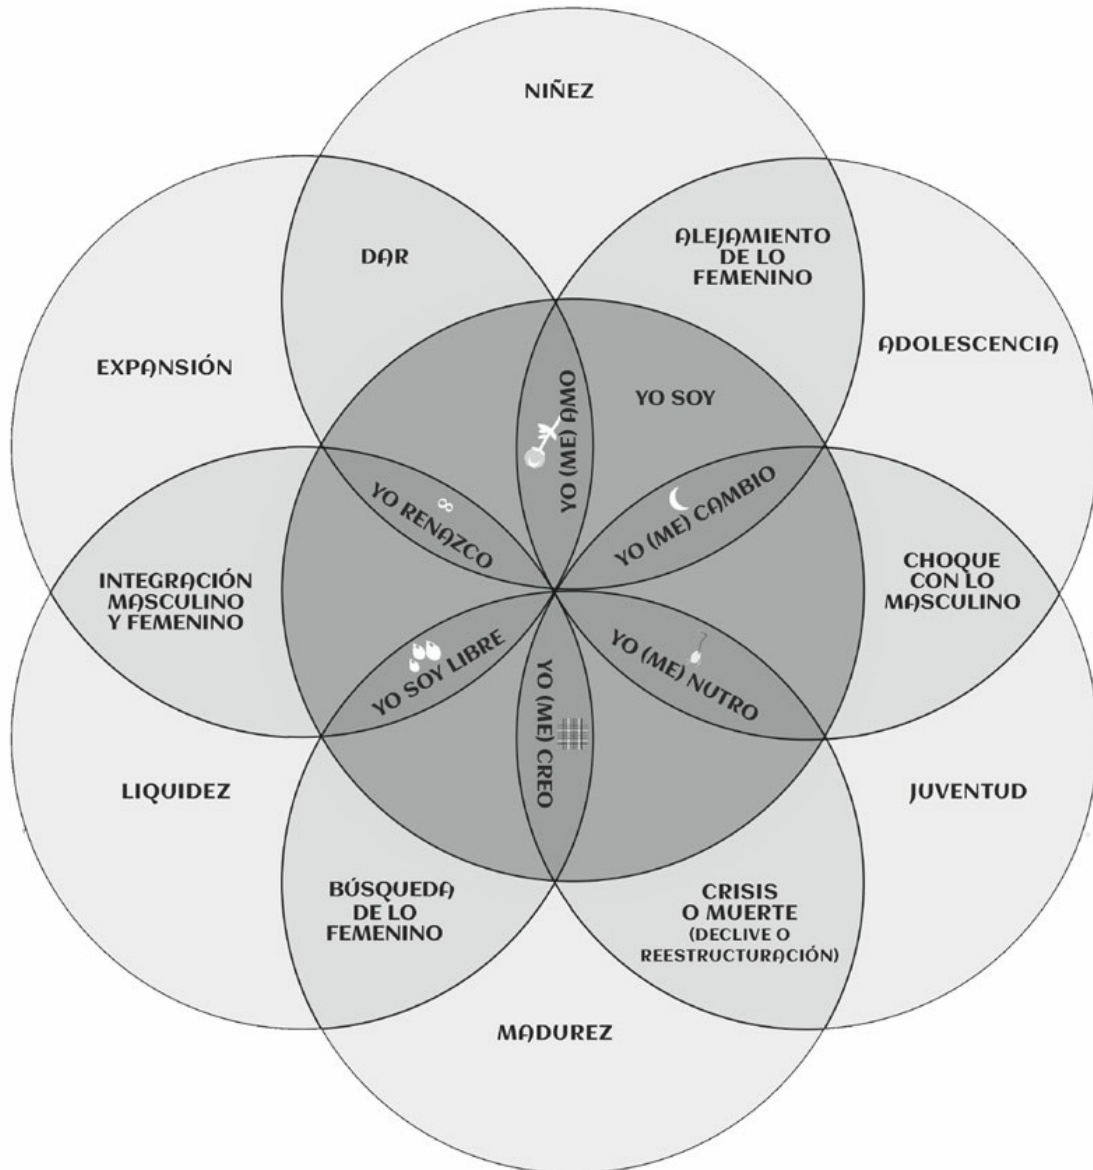 NIÑEZ
DAR
ALEJAMIENTO
DE LO
FEMENINO
EXPANSIÓN
ADOLESCENCIA
YO (ME) AMO
YO SOY
YO RENAZCO
YO (ME) CAMBIO
INTEGRACIÓN
MASCULINO
Y FEMENINO
CHOQUE
CON LO
MASCULINO
YO SOY LIBRE
YO (ME) CREO
YO (ME) NUTRO
LIQUIDEZ
JUVENTUD
BÚSQUEDA
DE LO
FEMENINO
CRISIS
O MUERTE
(DECLIVE O
REESTRUCTURACIÓN)
MADUREZ